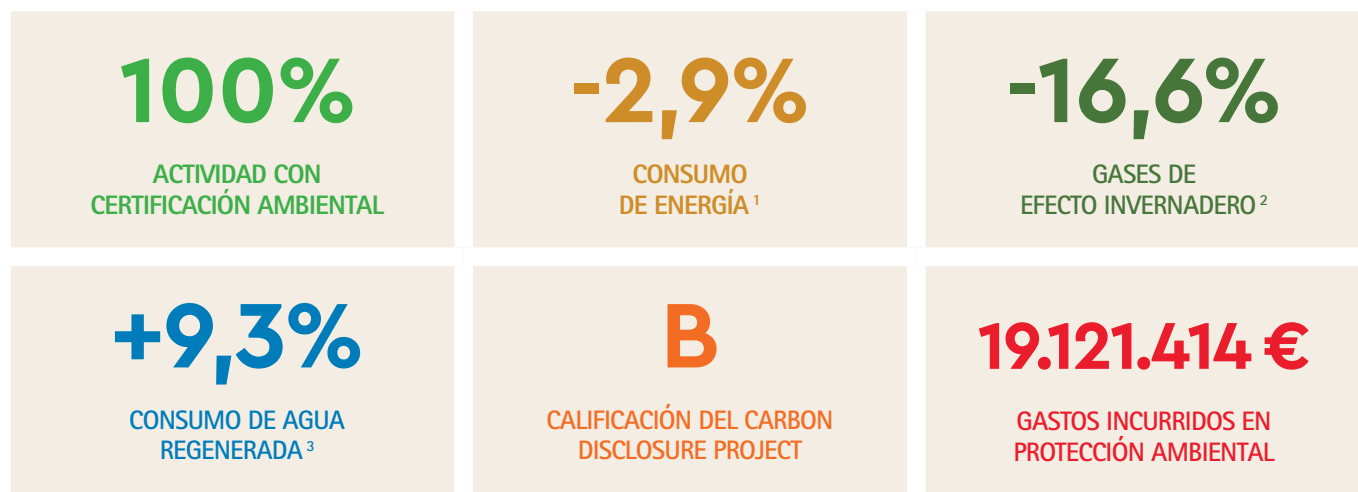 100%
ACTIVIDAD CON
CERTIFICACIÓN AMBIENTAL
-2,9%
CONSUMO
DE ENERGÍA ¹
-16,6%
GASES DE
EFECTO INVERNADERO ²
+9,3%
CONSUMO DE AGUA
REGENERADA ³
B
CALIFICACIÓN DEL CARBON
DISCLOSURE PROJECT
19.121.414 €
GASTOS INCURRIDOS EN
PROTECCIÓN AMBIENTAL